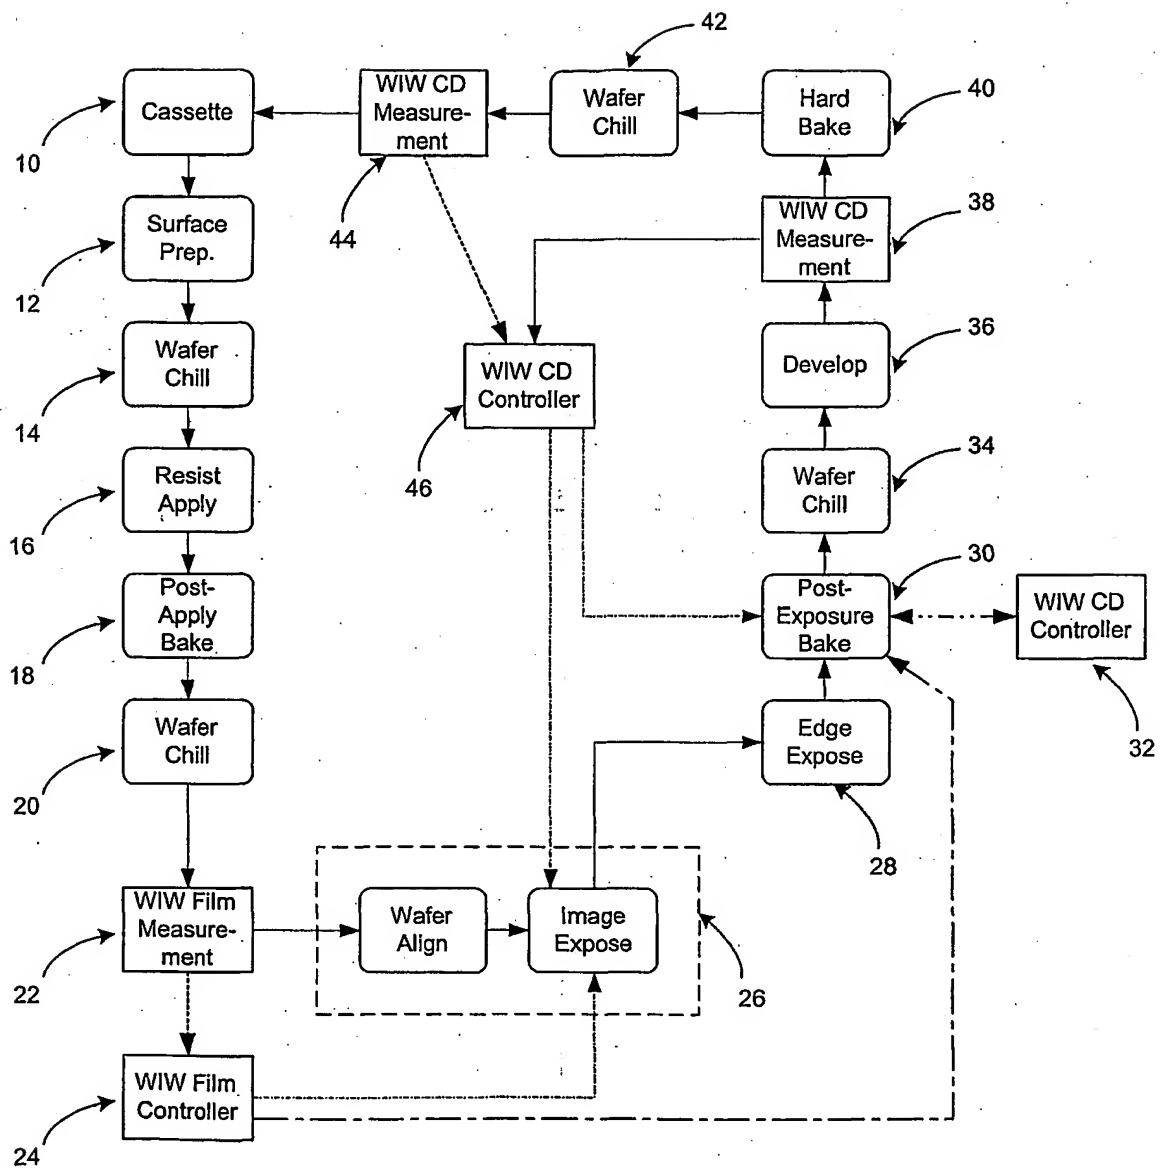 42
WIW CD
Measure-
ment
Wafer
Chill
Hard
Bake
40
Cassette
10
44
WIW CD
Measure-
ment
38
Surface
Prep.
12
WIW CD
Controller
46
Develop
36
Wafer
Chill
14
Wafer
Chill
34
Resist
Apply
16
Post-
Exposure
Bake
30
WIW CD
Controller
32
Post-
Apply
Bake
18
Edge
Expose
28
Wafer
Chill
20
WIW Film
Measure-
ment
22
Wafer
Align
Image
Expose
26
WIW Film
Controller
24